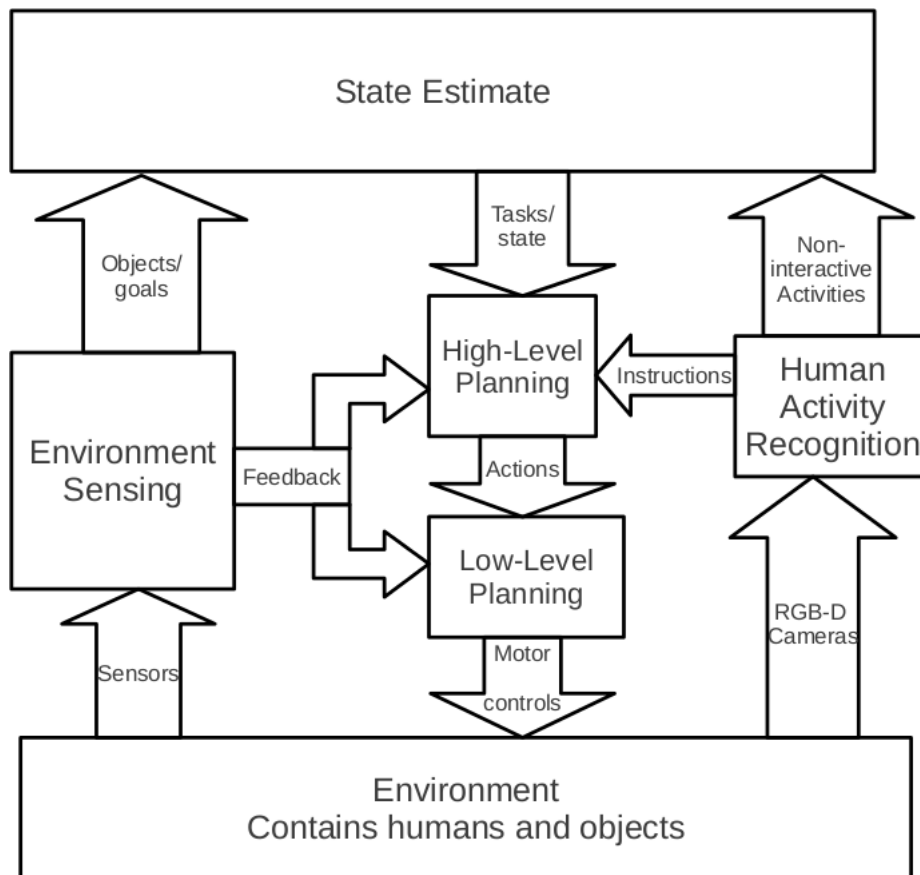 State Estimate
Tasks/
state
Objects/
goals
Non-
interactive
Activities
High-Level
Planning
Instructions
Human
Activity
Recognition
Environment
Sensing
Feedback
Actions
Low-Level
Planning
RGB-D
Cameras
Sensors
Motor
controls
Environment
Contains humans and objects